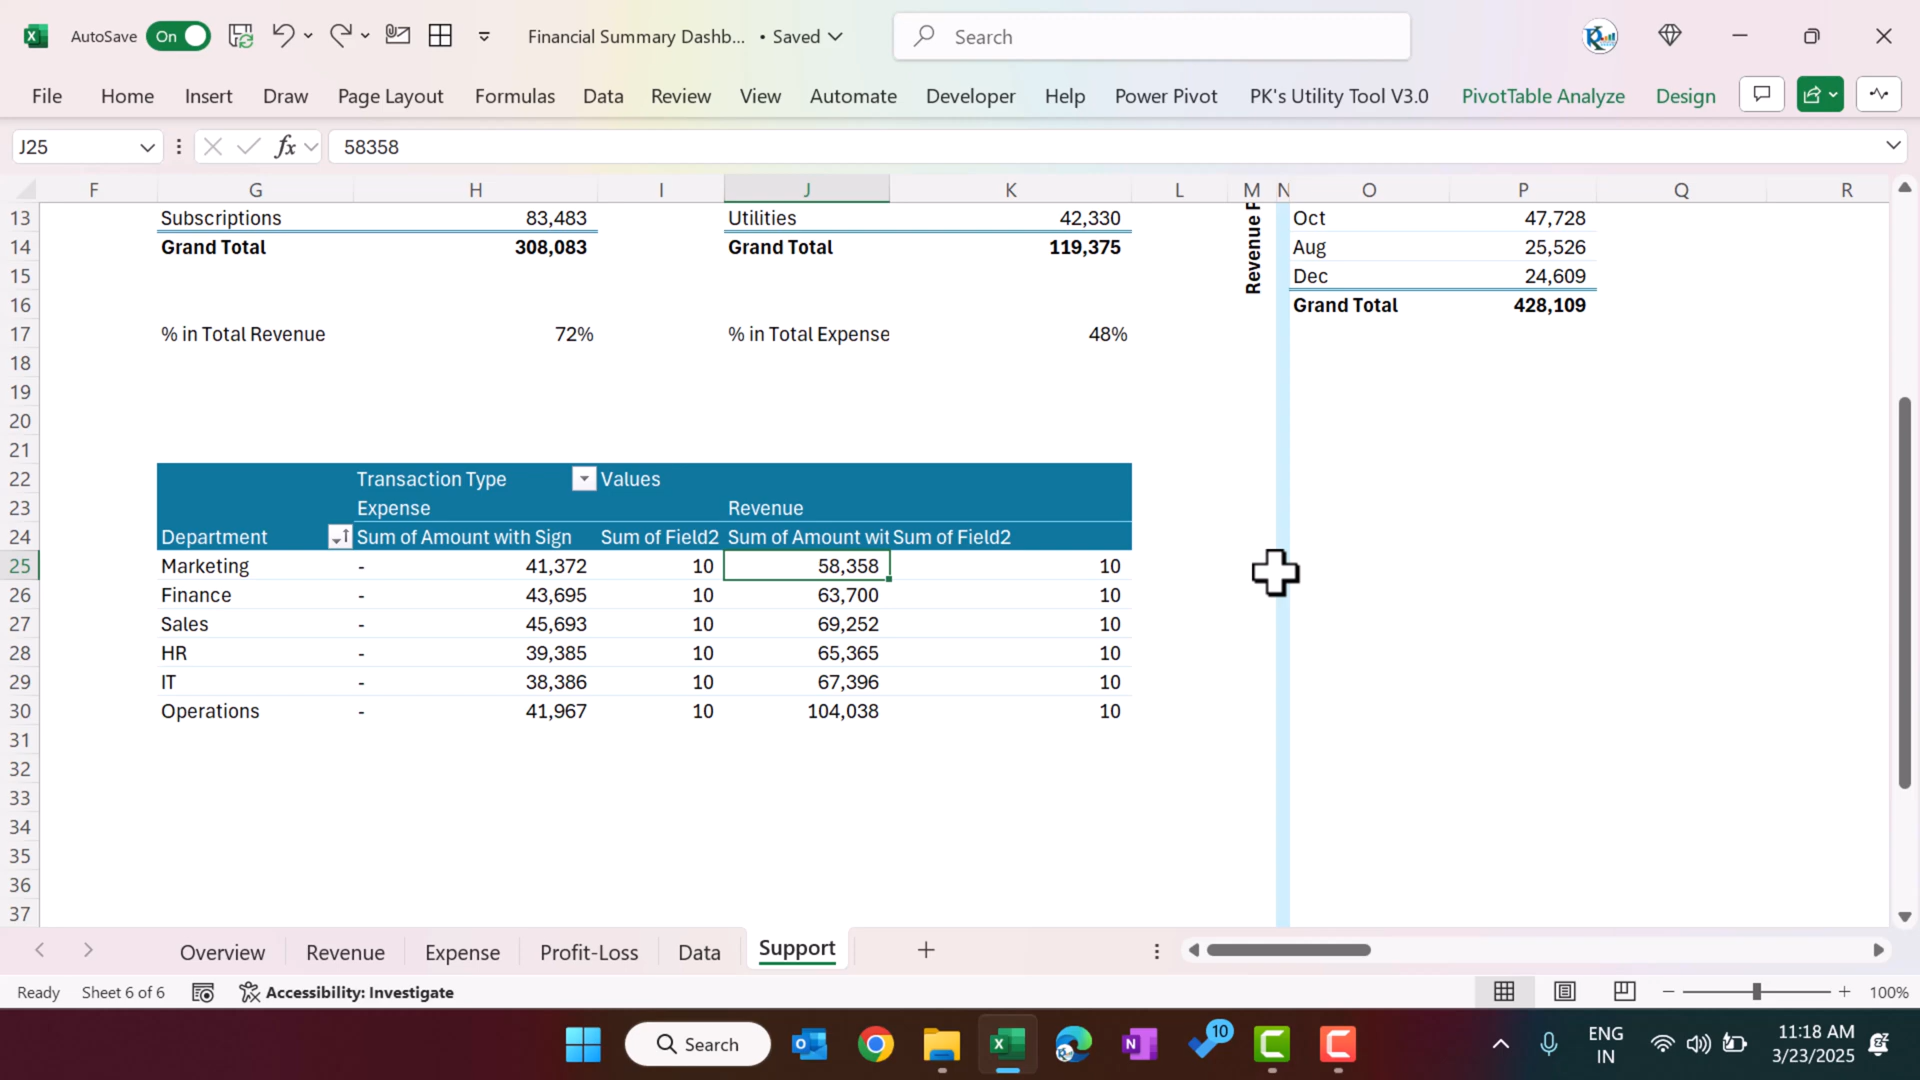 AutoSave On Financial Summary Dashb... • Saved Search
File Home Insert Draw Page Layout Formulas Data Review View Automate Developer Help Power Pivot PK's Utility Tool V3.0 PivotTable Analyze Design
J25 fx 58358
F G H I J K L M N O P Q R
13 Subscriptions 83,483 Utilities 42,330 Oct 47,728
14 Grand Total 308,083 Grand Total 119,375 Aug 25,526
15 Dec 24,609
16 Grand Total 428,109
17 % in Total Revenue 72% % in Total Expense 48%
Revenue
18
19
20
21
22 Transaction Type Values
23 Expense Revenue
24 Department Sum of Amount with Sign Sum of Field2 Sum of Amount wit Sum of Field2
25 Marketing - 41,372 10 58,358 10
26 Finance - 43,695 10 63,700 10
27 Sales - 45,693 10 69,252 10
28 HR - 39,385 10 65,365 10
29 IT - 38,386 10 67,396 10
30 Operations - 41,967 10 104,038 10
31
32
33
34
35
36
37
Overview Revenue Expense Profit-Loss Data Support
Ready Sheet 6 of 6 Accessibility: Investigate 100%
Search 10 ENG 11:18 AM
IN 3/23/2025